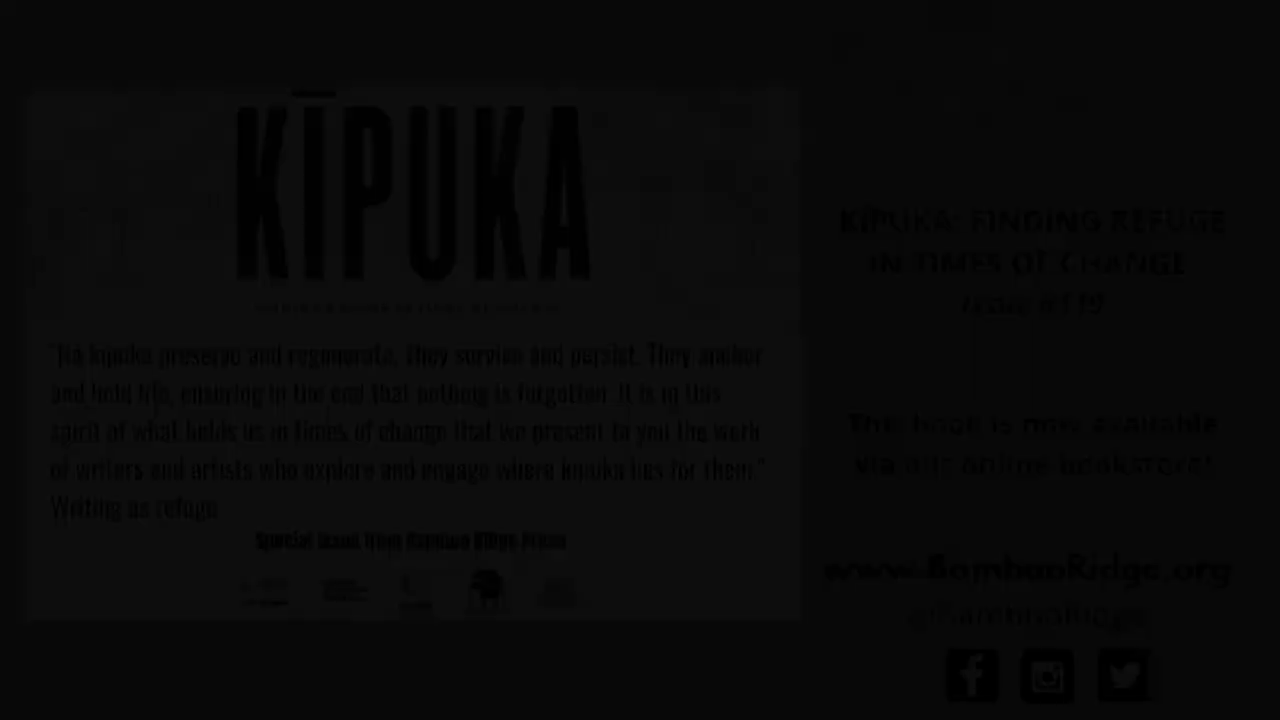 KĪPUKA
"Nā kīpuka preserve and regenerate. They survive and persist. They anchor
and hold life, ensuring in the end that nothing is forgotten. It is in this
spirit of what holds us in times of change that we present to you the work
of writers and artists who explore and engage where kīpuka lies for them."
Writing as refuge
Special issue from Bamboo Ridge Press
KĪPUKA: FINDING REFUGE
IN TIMES OF CHANGE
Issue #119
This book is now available
via our online bookstore!
www.BambooRidge.org
@BambooRidge